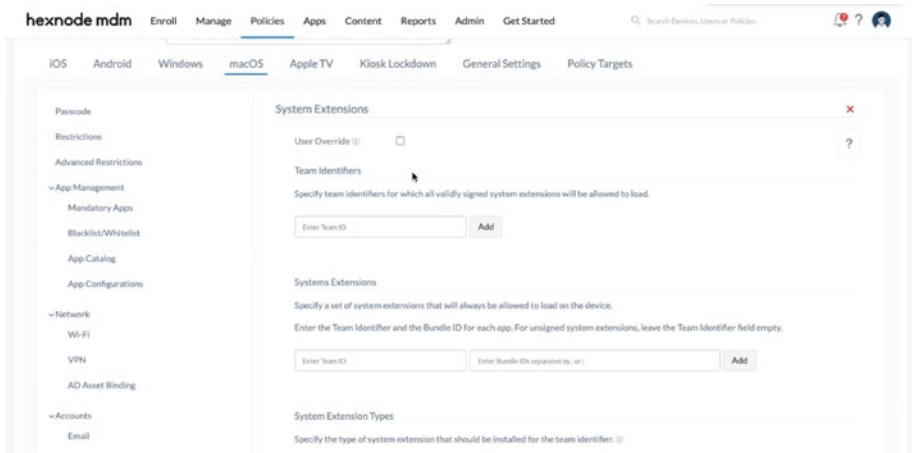 hexnode mdm Enroll Manage Policies Apps Content Reports Admin Get Started Search Devices, Users or Policies ?
iOS Android Windows macOS Apple TV Kiosk Lockdown General Settings Policy Targets
Passcode
Restrictions
Advanced Restrictions
App Management
Mandatory Apps
Blacklist/Whitelist
App Catalog
App Configurations
Network
Wi-Fi
VPN
AD Asset Binding
Accounts
Email
System Extensions
User Override
?
Team Identifiers
Specify team identifiers for which all validly signed system extensions will be allowed to load.
Enter Team ID Add
Systems Extensions
Specify a set of system extensions that will always be allowed to load on the device.
Enter the Team Identifier and the Bundle ID for each app. For unsigned system extensions, leave the Team Identifier field empty.
Enter Team ID Enter Bundle IDs separated by , or ; Add
System Extension Types
Specify the type of system extension that should be installed for the team identifier.